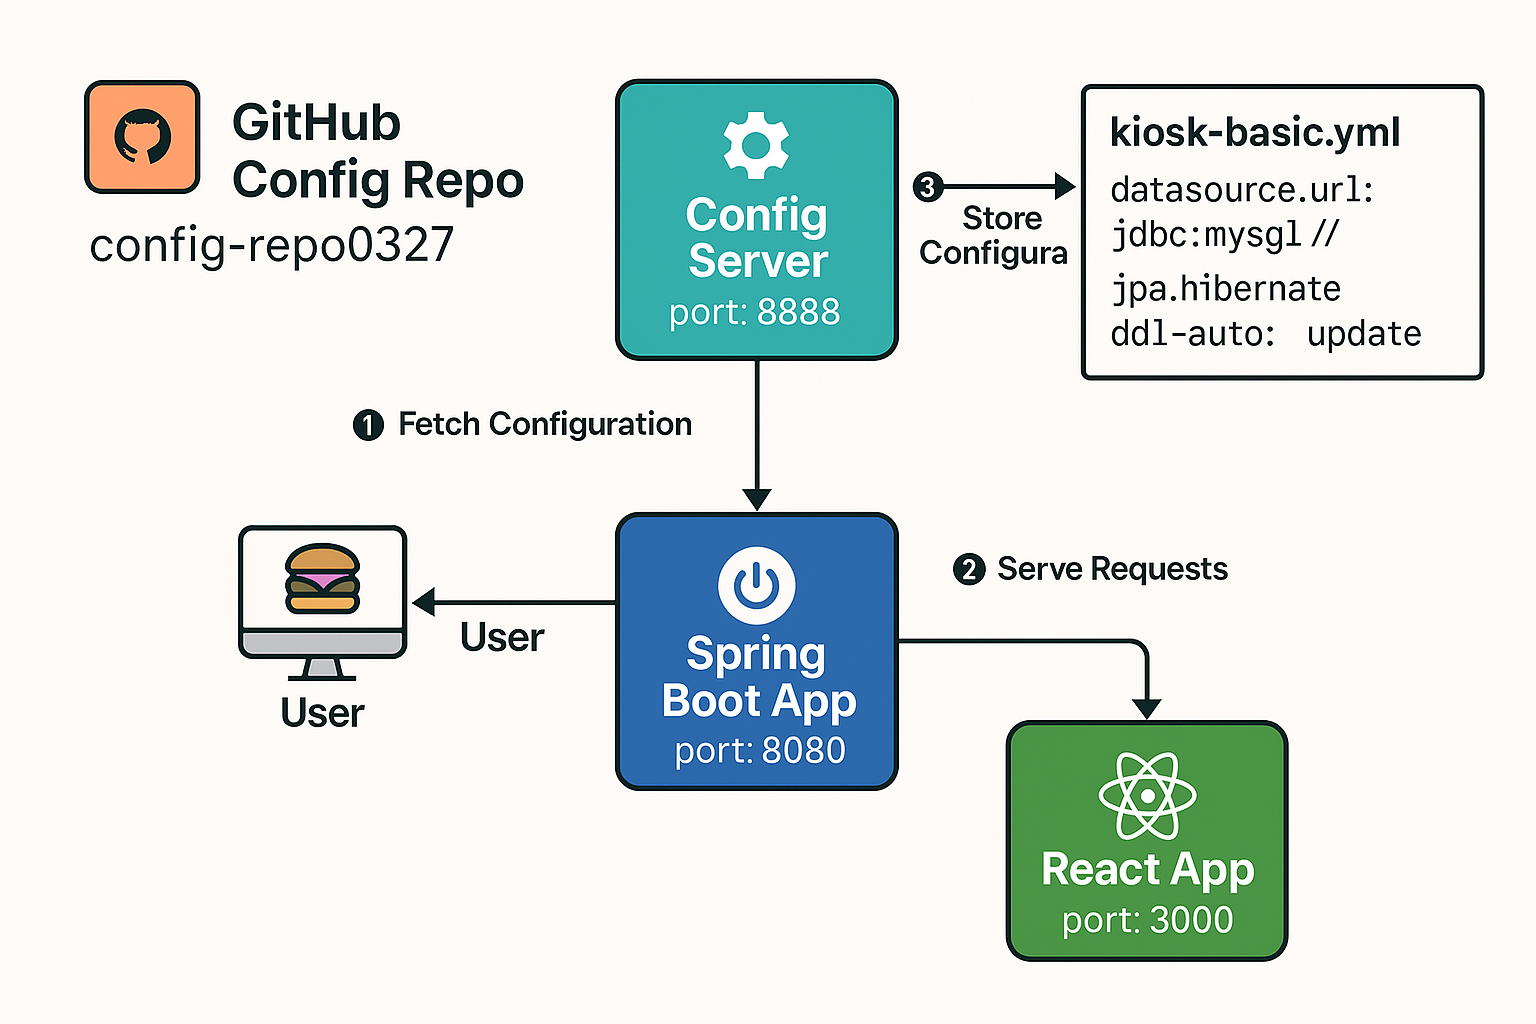 GitHub
Config Repo
config-repo0327
Config
Server
port: 8888
3
Store
Configura
kiosk-basic.yml
datasource.url:
jdbc:mysgl //
jpa.hibernate
ddl-auto: update
1 Fetch Configuration
User
User
Spring
Boot App
port: 8080
2 Serve Requests
React App
port: 3000